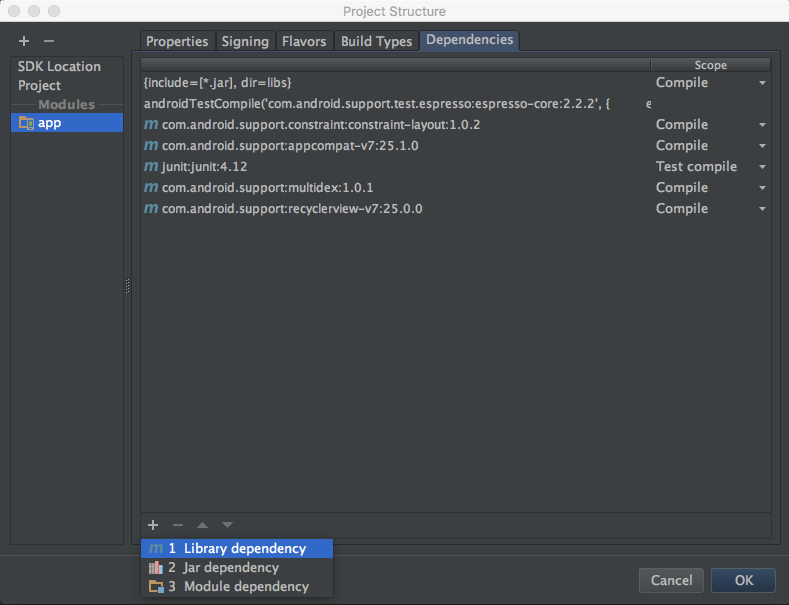 Project Structure
Properties Signing Flavors Build Types Dependencies
SDK Location
Project
Modules
app
Scope
{include=[*.jar], dir=libs} Compile
androidTestCompile('com.android.support.test.espresso:espresso-core:2.2.2', { e
m com.android.support.constraint:constraint-layout:1.0.2 Compile
m com.android.support:appcompat-v7:25.1.0 Compile
m junit:junit:4.12 Test compile
m com.android.support:multidex:1.0.1 Compile
m com.android.support:recyclerview-v7:25.0.0 Compile
m 1 Library dependency
2 Jar dependency
3 Module dependency
Cancel OK